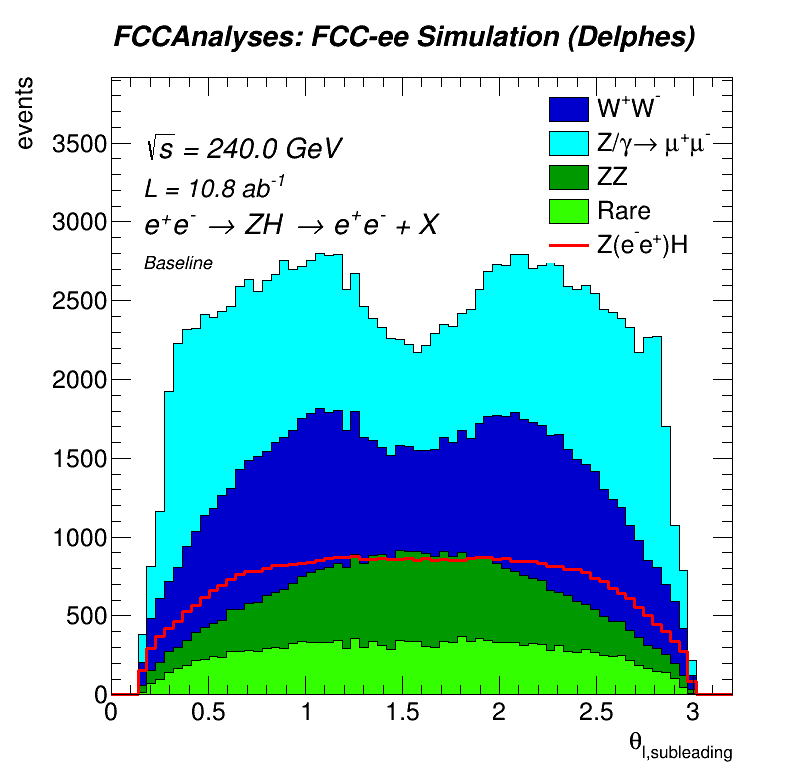 FCCAnalyses: FCC-ee Simulation (Delphes)
events
√s = 240.0 GeV
L = 10.8 ab⁻¹
e⁺e⁻ → ZH → e⁺e⁻ + X
Baseline
W⁺W⁻
Z/γ→ μ⁺μ⁻
ZZ
Rare
Z(e⁻e⁺)H
3500
3000
2500
2000
1500
1000
500
0
0 0.5 1 1.5 2 2.5 3
θ_l,subleading